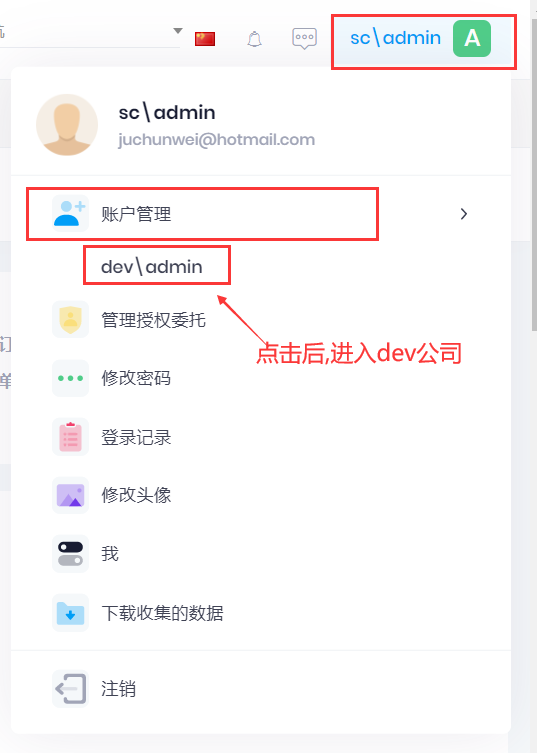 sc\admin A
sc\admin
juchunwei@hotmail.com
账户管理
dev\admin
管理授权委托
点击后,进入dev公司
修改密码
登录记录
修改头像
我
下载收集的数据
注销